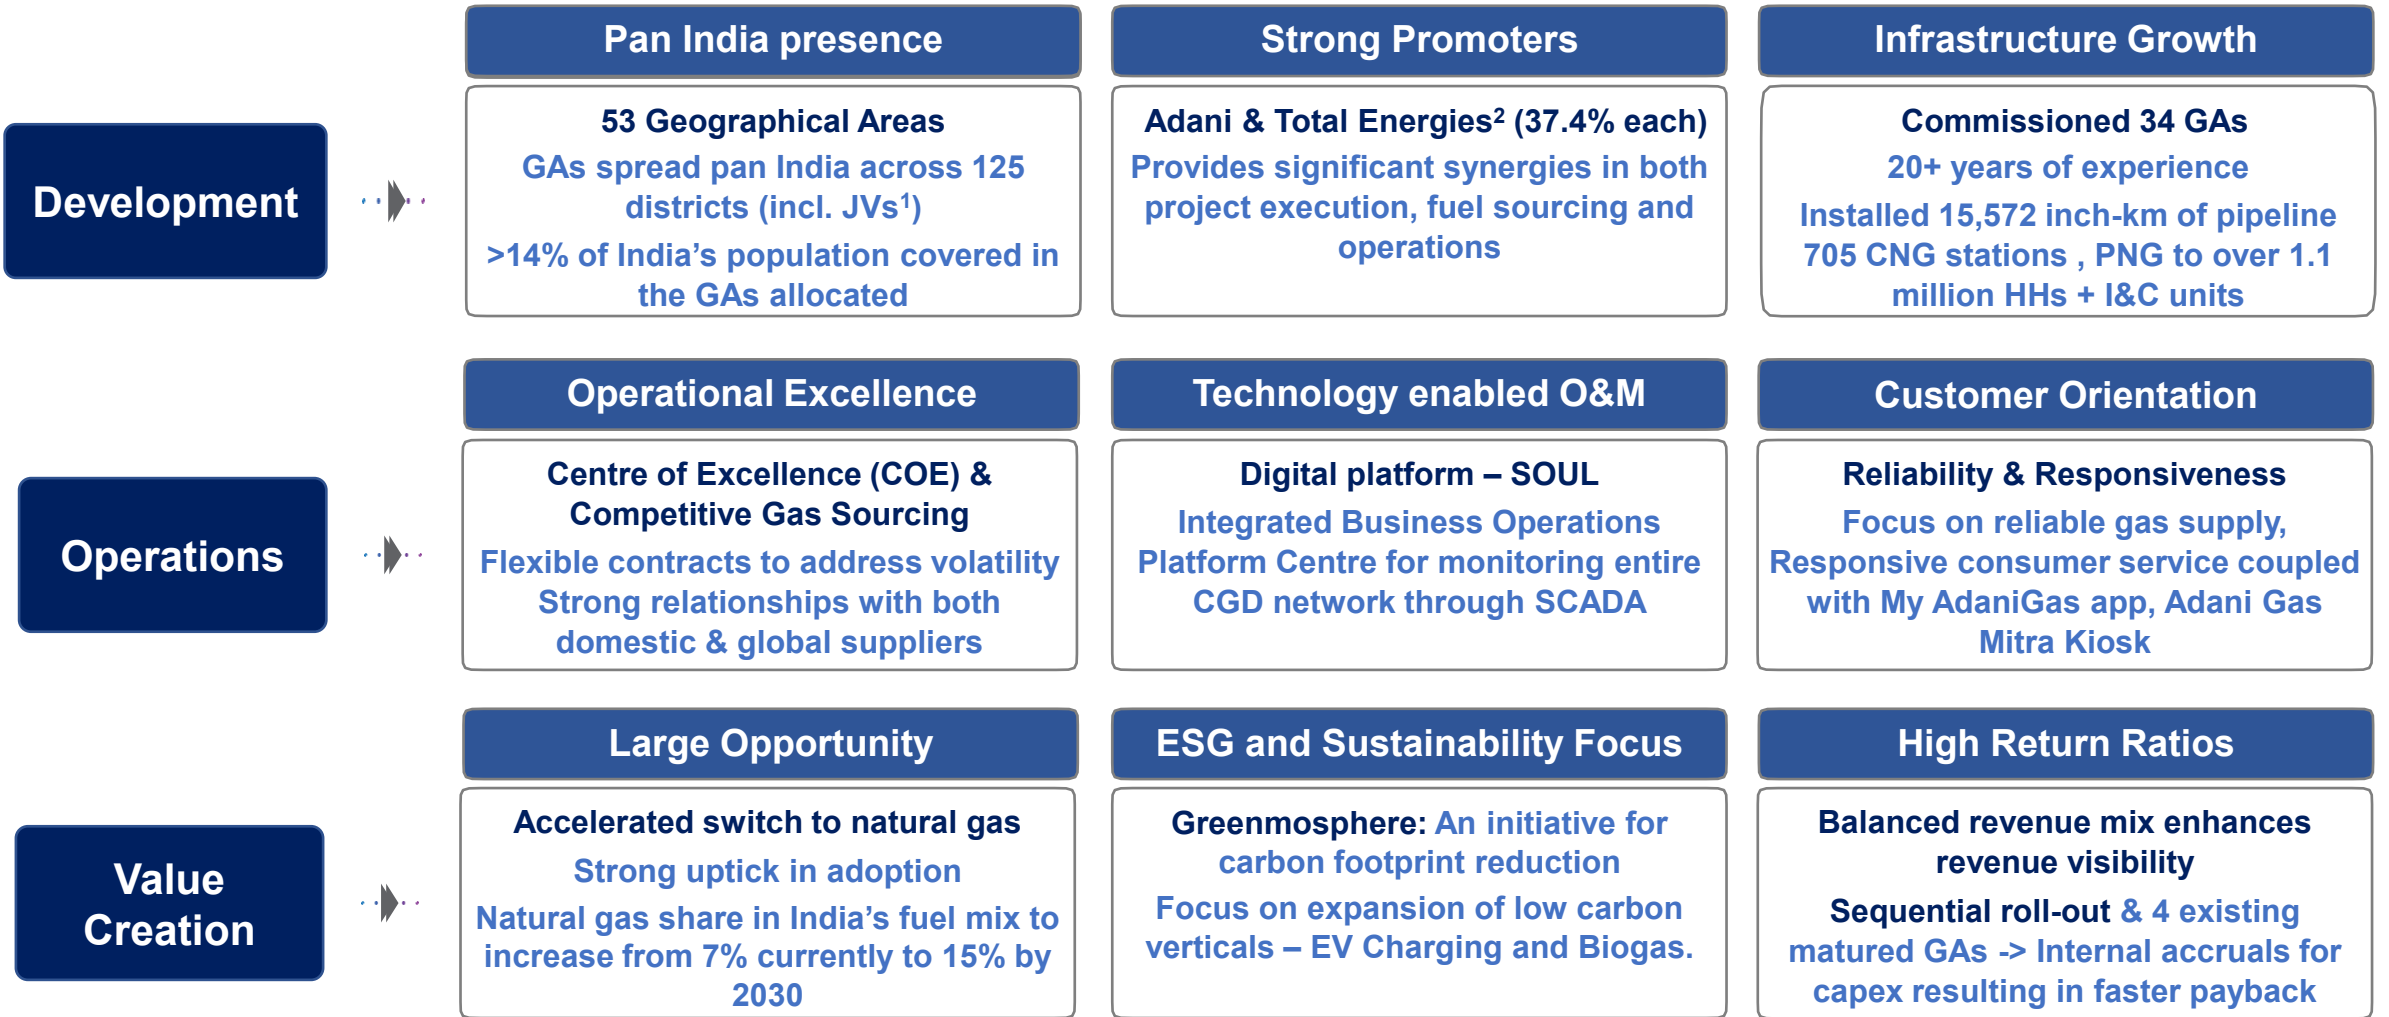 Pan India presence
Strong Promoters
Infrastructure Growth
Development
53 Geographical Areas
GAs spread pan India across 125
districts (incl. JVs¹)
>14% of India’s population covered in
the GAs allocated
Adani & Total Energies² (37.4% each)
Provides significant synergies in both
project execution, fuel sourcing and
operations
Commissioned 34 GAs
20+ years of experience
Installed 15,572 inch-km of pipeline
705 CNG stations , PNG to over 1.1
million HHs + I&C units
Operational Excellence
Technology enabled O&M
Customer Orientation
Operations
Centre of Excellence (COE) &
Competitive Gas Sourcing
Flexible contracts to address volatility
Strong relationships with both
domestic & global suppliers
Digital platform – SOUL
Integrated Business Operations
Platform Centre for monitoring entire
CGD network through SCADA
Reliability & Responsiveness
Focus on reliable gas supply,
Responsive consumer service coupled
with My AdaniGas app, Adani Gas
Mitra Kiosk
Large Opportunity
ESG and Sustainability Focus
High Return Ratios
Value
Creation
Accelerated switch to natural gas
Strong uptick in adoption
Natural gas share in India’s fuel mix to
increase from 7% currently to 15% by
2030
Greenmosphere: An initiative for
carbon footprint reduction
Focus on expansion of low carbon
verticals – EV Charging and Biogas.
Balanced revenue mix enhances
revenue visibility
Sequential roll-out & 4 existing
matured GAs -> Internal accruals for
capex resulting in faster payback